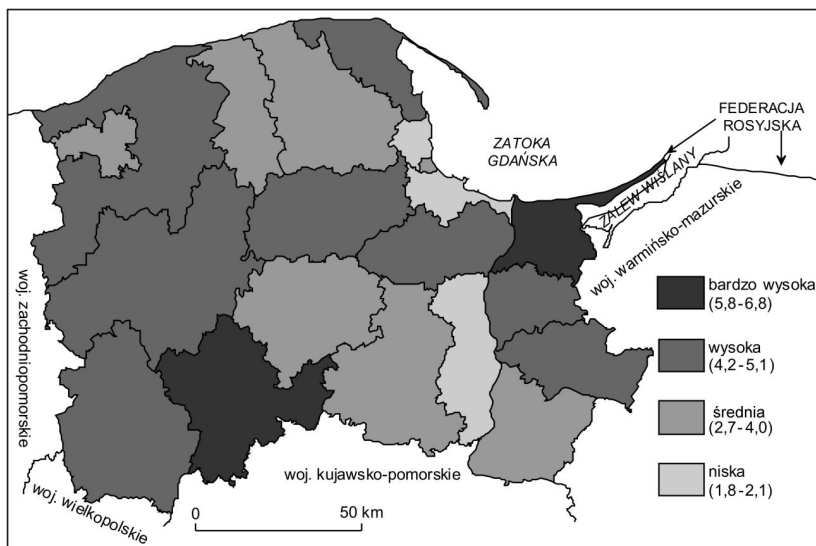 FEDERACJA
ROSYJSKA
ZATOKA
GDAŃSKA
ZALEW WIŚLANY
woj. warmińsko-mazurskie
woj. zachodniopomorskie
bardzo wysoka
(5,8–6,8)
wysoka
(4,2–5,1)
średnia
(2,7–4,0)
niska
(1,8–2,1)
woj. kujawsko-pomorskie
woj. wielkopolskie
0 50 km